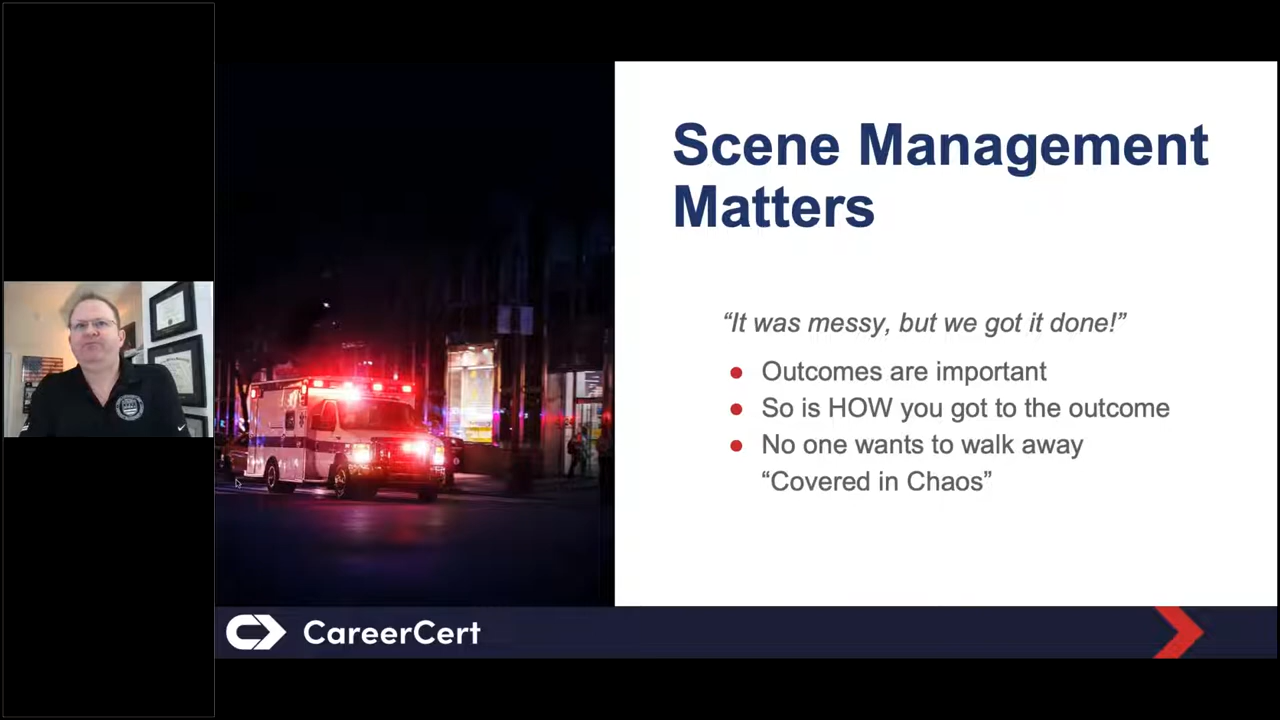 Scene Management
Matters
“It was messy, but we got it done!”
● Outcomes are important
● So is HOW you got to the outcome
● No one wants to walk away
“Covered in Chaos”
CareerCert